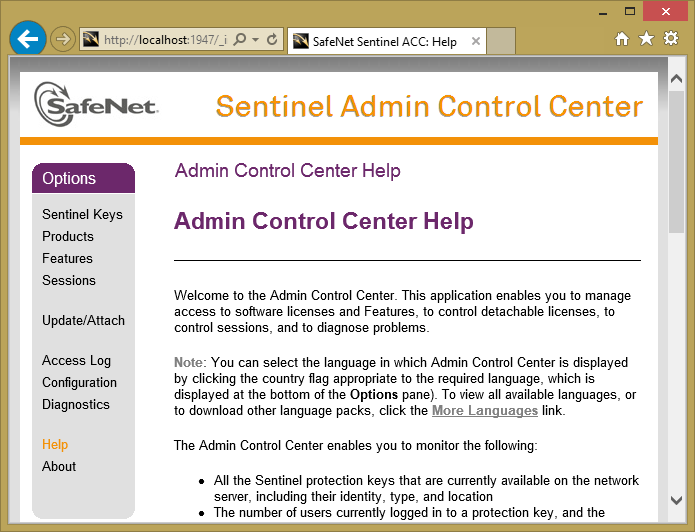 http://localhost:1947/_i
SafeNet Sentinel ACC: Help
SafeNet.
Sentinel Admin Control Center
Options
Sentinel Keys
Products
Features
Sessions
Update/Attach
Access Log
Configuration
Diagnostics
Help
About
Admin Control Center Help
Admin Control Center Help
Welcome to the Admin Control Center. This application enables you to manage
access to software licenses and Features, to control detachable licenses, to
control sessions, and to diagnose problems.
Note: You can select the language in which Admin Control Center is displayed
by clicking the country flag appropriate to the required language, which is
displayed at the bottom of the Options pane). To view all available languages, or
to download other language packs, click the More Languages link.
The Admin Control Center enables you to monitor the following:
• All the Sentinel protection keys that are currently available on the network
server, including their identity, type, and location
• The number of users currently logged in to a protection key, and the